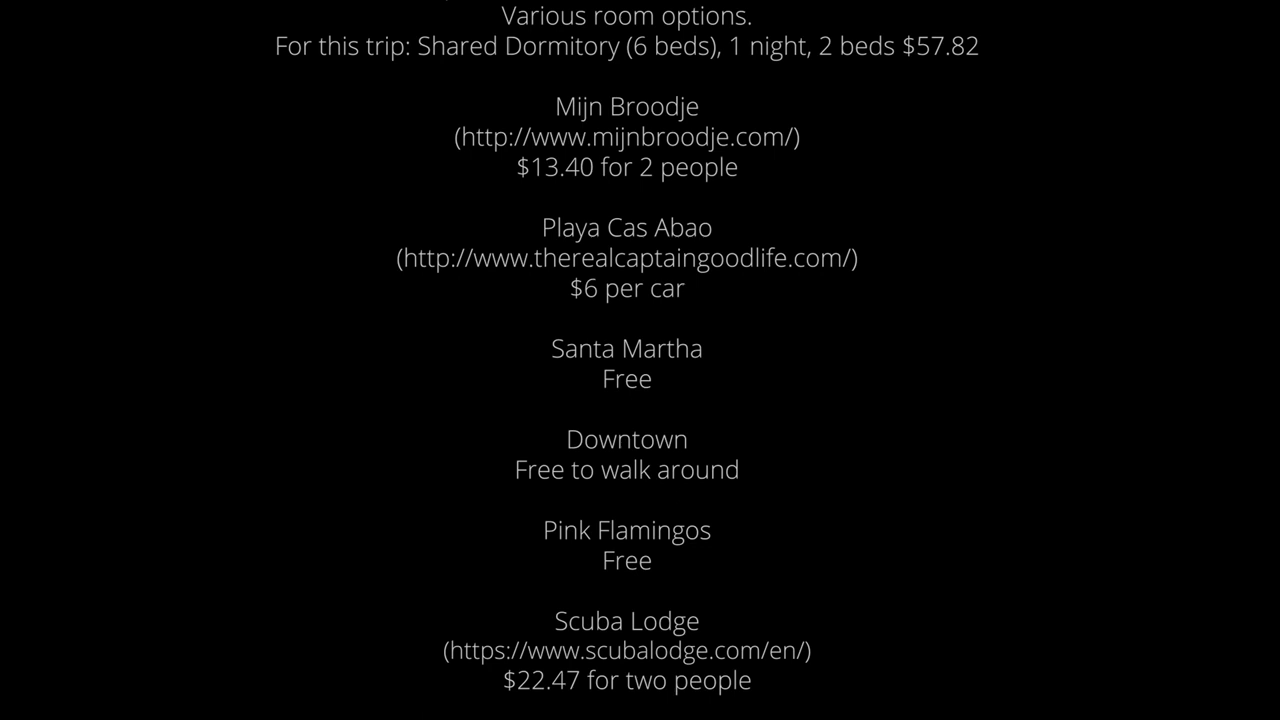 Various room options.
For this trip: Shared Dormitory (6 beds), 1 night, 2 beds $57.82
Mijn Broodje
(http://www.mijnbroodje.com/)
$13.40 for 2 people
Playa Cas Abao
(http://www.therealcaptaingoodlife.com/)
$6 per car
Santa Martha
Free
Downtown
Free to walk around
Pink Flamingos
Free
Scuba Lodge
(https://www.scubalodge.com/en/)
$22.47 for two people